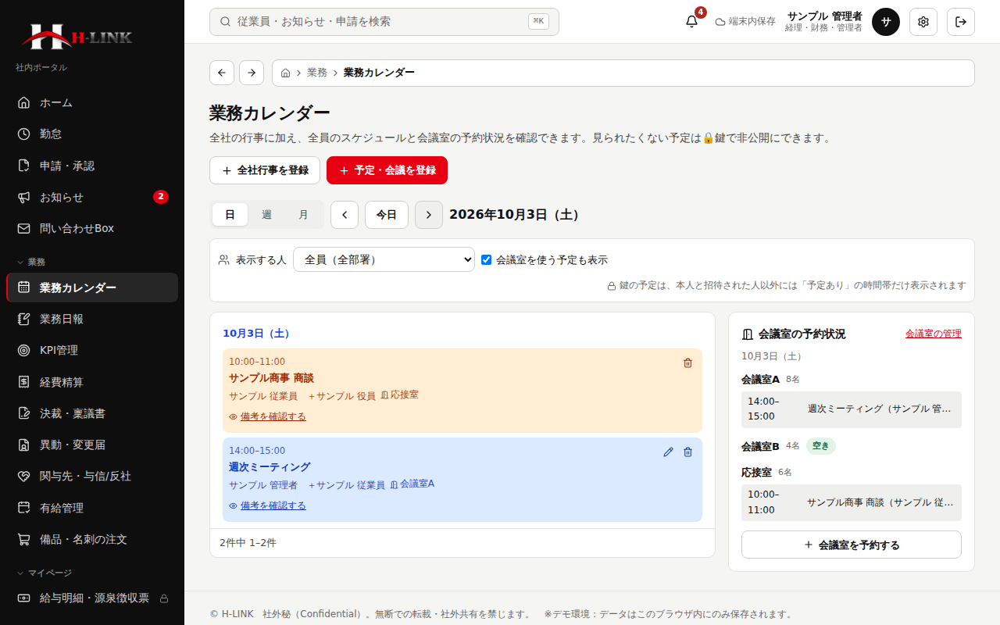 H-LINK
社内ポータル
ホーム
勤怠
申請・承認
お知らせ 2
問い合わせBox
業務
業務カレンダー
業務日報
KPI管理
経費精算
決裁・稟議書
異動・変更届
関与先・与信/反社
有給管理
備品・名刺の注文
マイページ
給与明細・源泉徴収票
従業員・お知らせ・申請を検索 ⌘K
4
端末内保存
サンプル 管理者
経理・財務・管理者
サ
業務 業務カレンダー
業務カレンダー
全社の行事に加え、全員のスケジュールと会議室の予約状況を確認できます。見られたくない予定は🔒鍵で非公開にできます。
全社行事を登録 予定・会議を登録
日 週 月 今日 2026年10月3日（土）
表示する人 全員（全部署） 会議室を使う予定も表示
鍵の予定は、本人と招待された人以外には「予定あり」の時間帯だけ表示されます
10月3日（土）
10:00–11:00
サンプル商事 商談
サンプル 従業員 ＋サンプル 役員 応接室
備考を確認する
14:00–15:00
週次ミーティング
サンプル 管理者 ＋サンプル 従業員 会議室A
備考を確認する
2件中 1–2件
会議室の予約状況 会議室の管理
10月3日（土）
会議室A 8名
14:00–
15:00
週次ミーティング（サンプル 管…
会議室B 4名 空き
応接室 6名
10:00–
11:00
サンプル商事 商談（サンプル 従…
会議室を予約する
© H-LINK 社外秘（Confidential）。無断での転載・社外共有を禁じます。 ※デモ環境：データはこのブラウザ内にのみ保存されます。